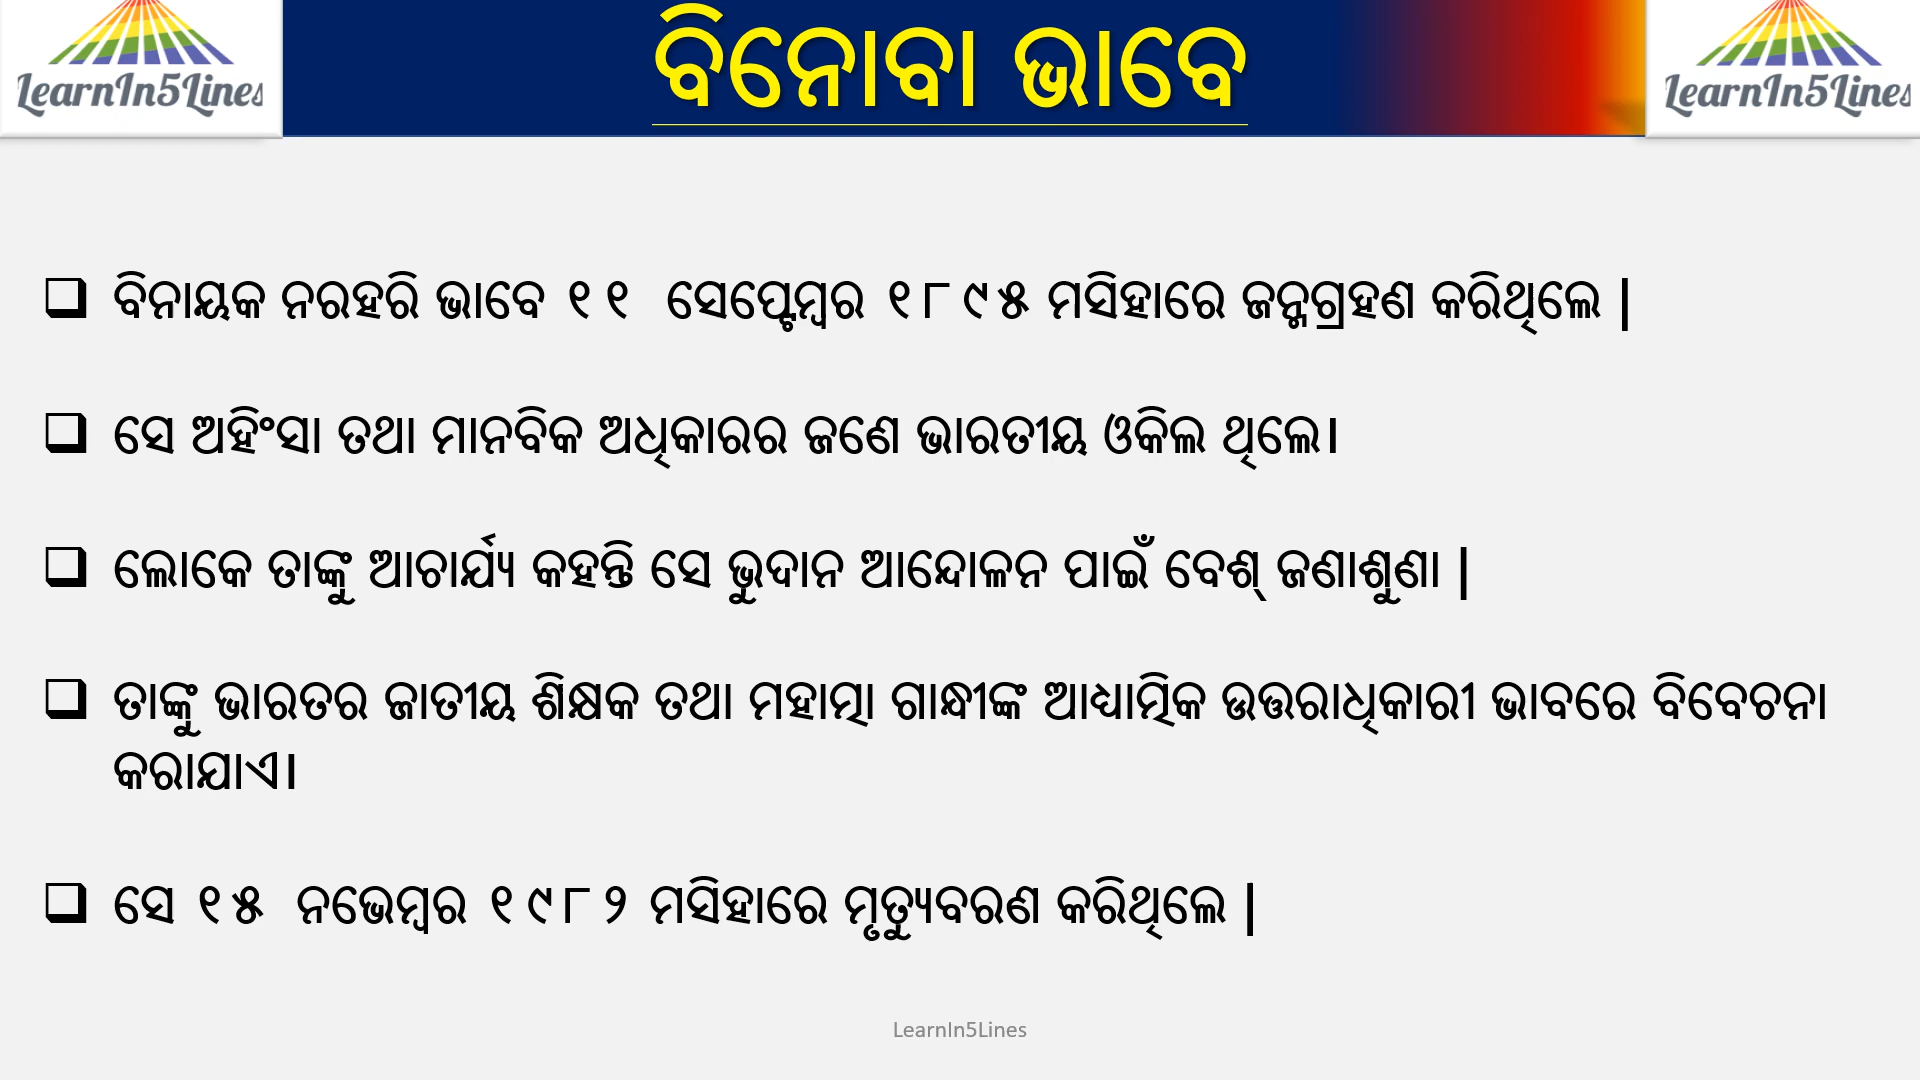 LearnIn5Lines
ବିନୋବା ଭାବେ
LearnIn5Lines
ବିନାୟକ ନରହରି ଭାବେ ୧୧ ସେପ୍ଟେମ୍ବର ୧୮୯୫ ମସିହାରେ ଜନ୍ମଗ୍ରହଣ କରିଥିଲେ |
ସେ ଅହିଂସା ତଥା ମାନବିକ ଅଧିକାରର ଜଣେ ଭାରତୀୟ ଓକିଲ ଥିଲେ।
ଲୋକେ ତାଙ୍କୁ ଆଚାର୍ଯ୍ୟ କହନ୍ତି ସେ ଭୁଦାନ ଆନ୍ଦୋଳନ ପାଇଁ ବେଶ୍ ଜଣାଶୁଣା |
ତାଙ୍କୁ ଭାରତର ଜାତୀୟ ଶିକ୍ଷକ ତଥା ମହାତ୍ମା ଗାନ୍ଧୀଙ୍କ ଆଧ୍ୟାତ୍ମିକ ଉତ୍ତରାଧିକାରୀ ଭାବରେ ବିବେଚନା
କରାଯାଏ।
ସେ ୧୫ ନଭେମ୍ବର ୧୯୮୨ ମସିହାରେ ମୃତ୍ୟୁବରଣ କରିଥିଲେ |
LearnIn5Lines